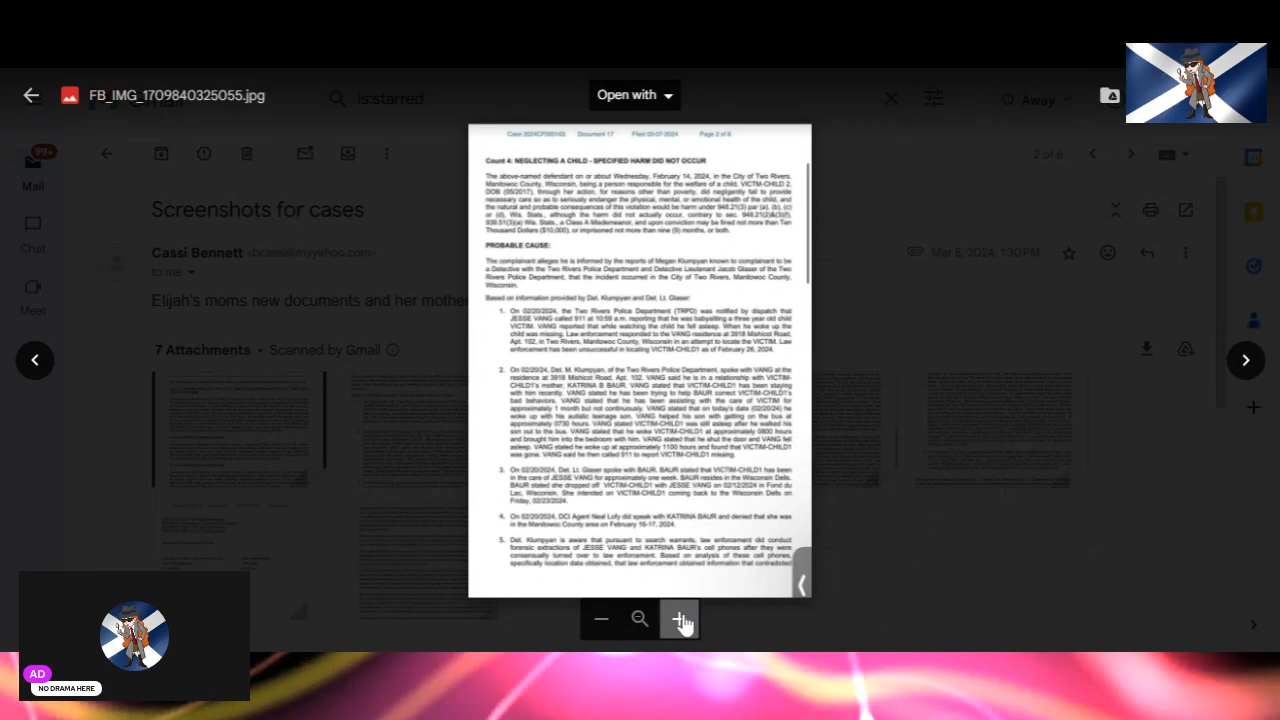 FB_IMG_1709840325055.jpg
is:starred
Open with
Away
99+
Mail
Chat
Meet
2 of 6
Screenshots for cases
Cassi Bennett <bcassi@myyahoo.com>
to me
Mar 8, 2024, 1:30 PM
Elijah's moms new documents and her mother
7 Attachments • Scanned by Gmail
Case 2024CF000163 Document 17 Filed 03-07-2024 Page 2 of 8
Count 4: NEGLECTING A CHILD - SPECIFIED HARM DID NOT OCCUR
The above-named defendant on or about Wednesday, February 14, 2024, in the City of Two Rivers,
Manitowoc County, Wisconsin, being a person responsible for the welfare of a child, VICTIM-CHILD 2,
DOB (05/2017), through her action, for reasons other than poverty, did negligently fail to provide
necessary care so as to seriously endanger the physical, mental, or emotional health of the child, and
the natural and probable consequences of this violation would be harm under 948.21(3) par (a), (b), (c)
or (d), Wis. Stats., although the harm did not actually occur, contrary to sec. 948.21(2)&(3)(f),
939.51(3)(a) Wis. Stats., a Class A Misdemeanor, and upon conviction may be fined not more than Ten
Thousand Dollars ($10,000), or imprisoned not more than nine (9) months, or both.
PROBABLE CAUSE:
The complainant alleges he is informed by the reports of Megan Klumpyan known to complainant to be
a Detective with the Two Rivers Police Department and Detective Lieutenant Jacob Glaser of the Two
Rivers Police Department, that the incident occurred in the City of Two Rivers, Manitowoc County,
Wisconsin.
Based on information provided by Det. Klumpyan and Det. Lt. Glaser:
1. On 02/20/2024, the Two Rivers Police Department (TRPD) was notified by dispatch that
JESSE VANG called 911 at 10:59 a.m. reporting that he was babysitting a three year old child
VICTIM. VANG reported that while watching the child he fell asleep. When he woke up the
child was missing. Law enforcement responded to the VANG residence at 3918 Mishicot Road,
Apt. 102, in Two Rivers, Manitowoc County, Wisconsin in an attempt to locate the VICTIM. Law
enforcement has been unsuccessful in locating VICTIM-CHILD1 as of February 26, 2024.
2. On 02/20/24, Det. M. Klumpyan, of the Two Rivers Police Department, spoke with VANG at the
residence at 3918 Mishicot Road, Apt. 102. VANG said he is in a relationship with VICTIM-
CHILD1's mother, KATRINA B BAUR. VANG stated that VICTIM-CHILD1 has been staying
with him recently. VANG stated he has been trying to help BAUR correct VICTIM-CHILD1's
bad behaviors. VANG stated that he has been assisting with the care of VICTIM for
approximately 1 month but not continuously. VANG stated that on today's date (02/20/24) he
woke up with his autistic teenage son. VANG helped his son with getting on the bus at
approximately 0730 hours. VANG stated VICTIM-CHILD1 was still asleep after he walked his
son out to the bus. VANG stated that he woke VICTIM-CHILD1 at approximately 0800 hours
and brought him into the bedroom with him. VANG stated that he shut the door and VANG fell
asleep. VANG stated he woke up at approximately 1100 hours and found that VICTIM-CHILD1
was gone. VANG said he then called 911 to report VICTIM-CHILD1 missing.
3. On 02/20/2024, Det. Lt. Glaser spoke with BAUR. BAUR stated that VICTIM-CHILD1 has been
in the care of JESSE VANG for approximately one week. BAUR resides in the Wisconsin Dells.
BAUR stated she dropped off VICTIM-CHILD1 with JESSE VANG on 02/12/2024 in Fond du
Lac, Wisconsin. She intended on VICTIM-CHILD1 coming back to the Wisconsin Dells on
Friday, 02/23/2024.
4. On 02/20/2024, DCI Agent Neal Lofy did speak with KATRINA BAUR and denied that she was
in the Manitowoc County area on February 16-17, 2024.
5. Det. Klumpyan is aware that pursuant to search warrants, law enforcement did conduct
forensic extractions of JESSE VANG and KATRINA BAUR's cell phones after they were
consensually turned over to law enforcement. Based on analysis of these cell phones,
specifically location data obtained, that law enforcement obtained information that contradicted
AD
NO DRAMA HERE